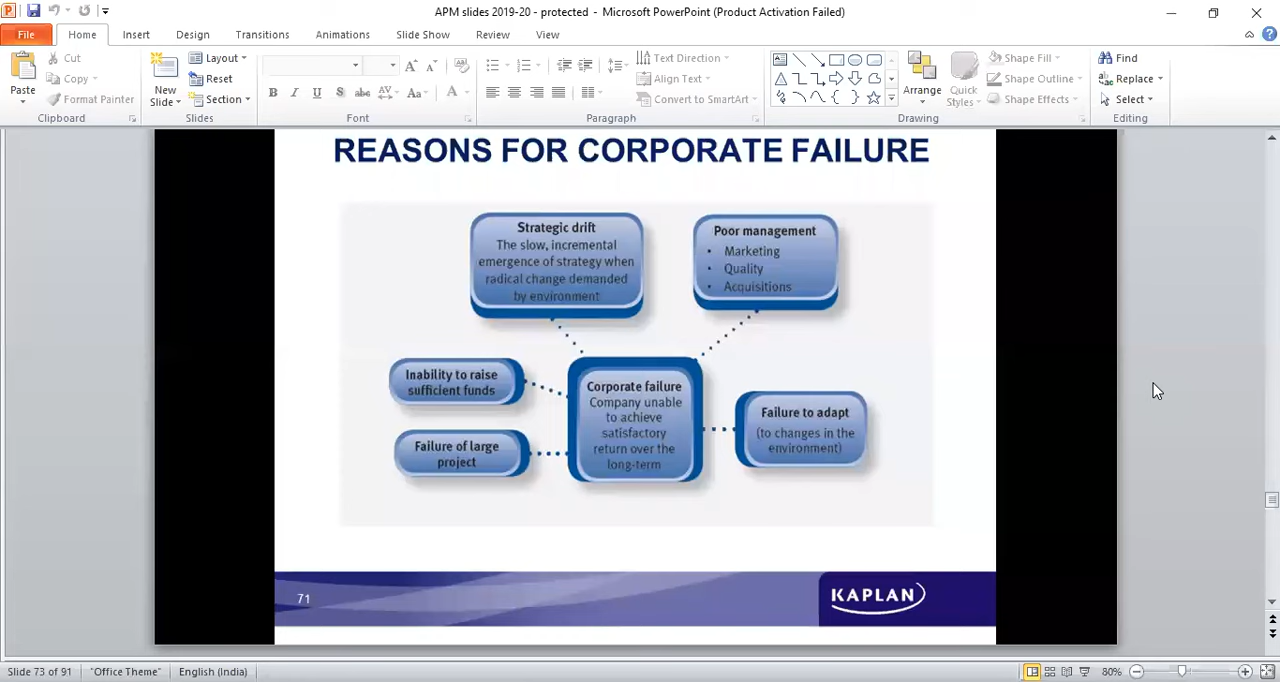 APM slides 2019-20 - protected - Microsoft PowerPoint (Product Activation Failed)
File Home Insert Design Transitions Animations Slide Show Review View
Paste
Cut
Copy
Format Painter
Clipboard
New
Slide
Layout
Reset
Section
Slides
B I U S abc AV Aa A
Font
Text Direction
Align Text
Convert to SmartArt
Paragraph
Arrange
Quick
Styles
Shape Fill
Shape Outline
Shape Effects
Drawing
Find
Replace
Select
Editing
REASONS FOR CORPORATE FAILURE
Strategic drift
The slow, incremental
emergence of strategy when
radical change demanded
by environment
Poor management
• Marketing
• Quality
• Acquisitions
Inability to raise
sufficient funds
Failure of large
project
Corporate failure
Company unable
to achieve
satisfactory
return over the
long-term
Failure to adapt
(to changes in the
environment)
71
KAPLAN
Slide 73 of 91 "Office Theme" English (India) 80%